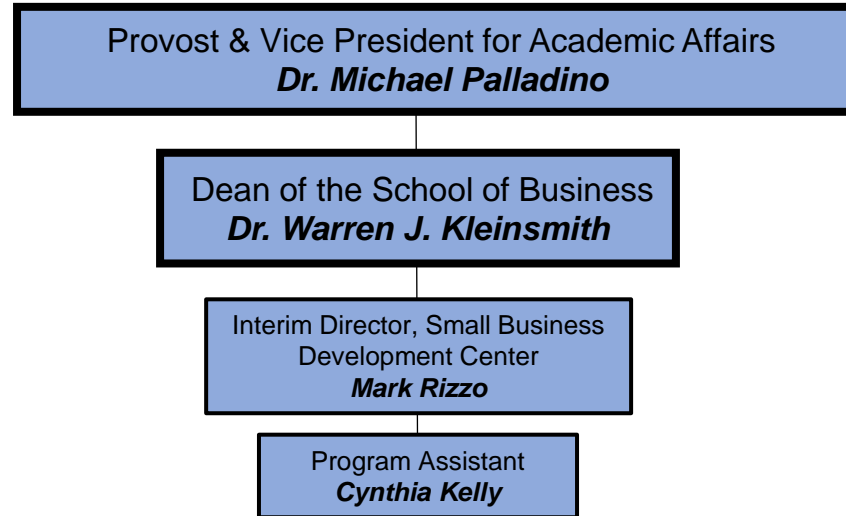 Provost & Vice President for Academic Affairs
Dr. Michael Palladino
Dean of the School of Business
Dr. Warren J. Kleinsmith
Interim Director, Small Business
Development Center
Mark Rizzo
Program Assistant
Cynthia Kelly